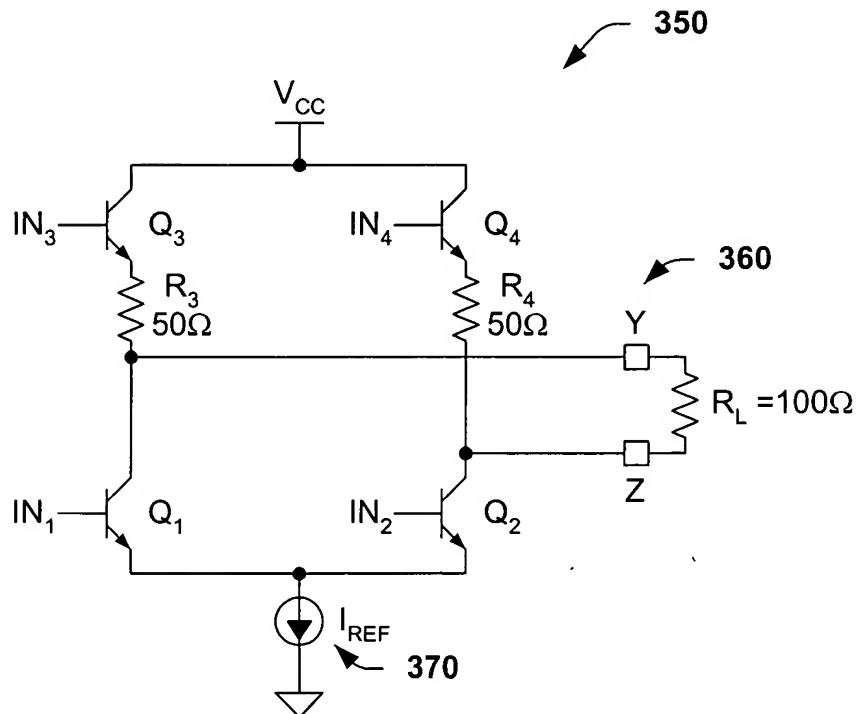 350
V_CC
IN_3 Q_3 IN_4 Q_4
360
R_3 R_4
50Ω 50Ω
Y
R_L =100Ω
Z
IN_1 Q_1 IN_2 Q_2
I_REF
370